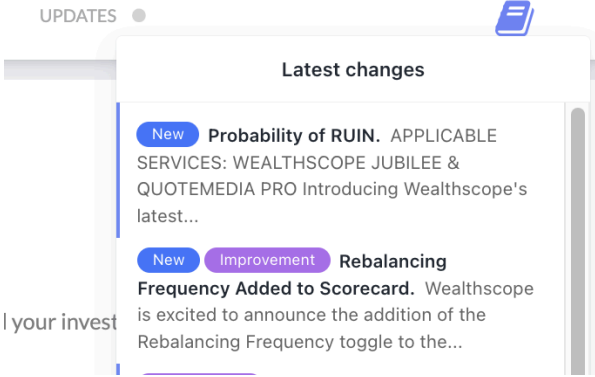 UPDATES
Latest changes
New Probability of RUIN. APPLICABLE
SERVICES: WEALTHSCOPE JUBILEE &
QUOTEMEDIA PRO Introducing Wealthscope's
latest...
New Improvement Rebalancing
Frequency Added to Scorecard. Wealthscope
is excited to announce the addition of the
Rebalancing Frequency toggle to the...
your invest